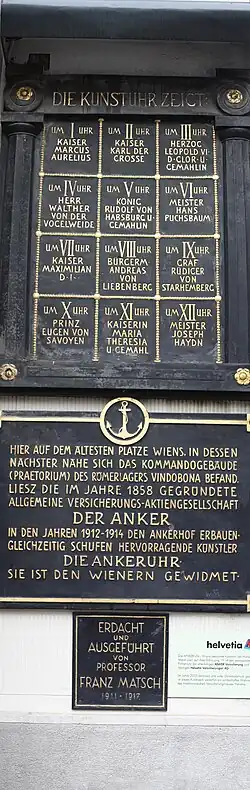 DIE KUNSTUHR ZEIGT:
UM I UHR
KAISER
MARCUS
AURELIUS
UM II UHR
KAISER
KARL DER
GROSSE
UM III UHR
HERZOG
LEOPOLD VI
D·GLOR·U·
GEMAHLIN
UM IV UHR
HERR
WALTHER
VON DER
VOGELWEIDE
UM V UHR
KÖNIG
RUDOLF VON
HABSBURG U·
GEMAHLIN
UM VI UHR
MEISTER
HANS
PUCHSBAUM
UM VII UHR
KAISER
MAXIMILIAN
D·I·
UM VIII UHR
BÜRGERM·
ANDREAS
VON
LIEBENBERG
UM IX UHR
GRAF
RÜDIGER
VON
STARHEMBERG
UM X UHR
PRINZ
EUGEN VON
SAVOYEN
UM XI UHR
KAISERIN
MARIA
THERESIA
U·GEMAHL
UM XII UHR
MEISTER
JOSEPH
HAYDN
HIER AUF DEM ÄLTESTEN PLATZE WIENS, IN DESSEN
NÄCHSTER NÄHE SICH DAS KOMMANDOGEBÄUDE
(PRAETORIUM) DES RÖMERLAGERS VINDOBONA BEFAND,
LIESZ DIE IM JAHRE 1858 GEGRÜNDETE
ALLGEMEINE VERSICHERUNGS-AKTIENGESELLSCHAFT
DER ANKER
IN DEN JAHREN 1912-1914 DEN ANKERHOF ERBAUEN·
GLEICHZEITIG SCHUFEN HERVORRAGENDE KÜNSTLER
DIE ANKERUHR
SIE IST DEN WIENERN GEWIDMET·
ERDACHT
UND
AUSGEFÜHRT
VON
PROFESSOR
FRANZ MATSCH
1911·1917
helvetia